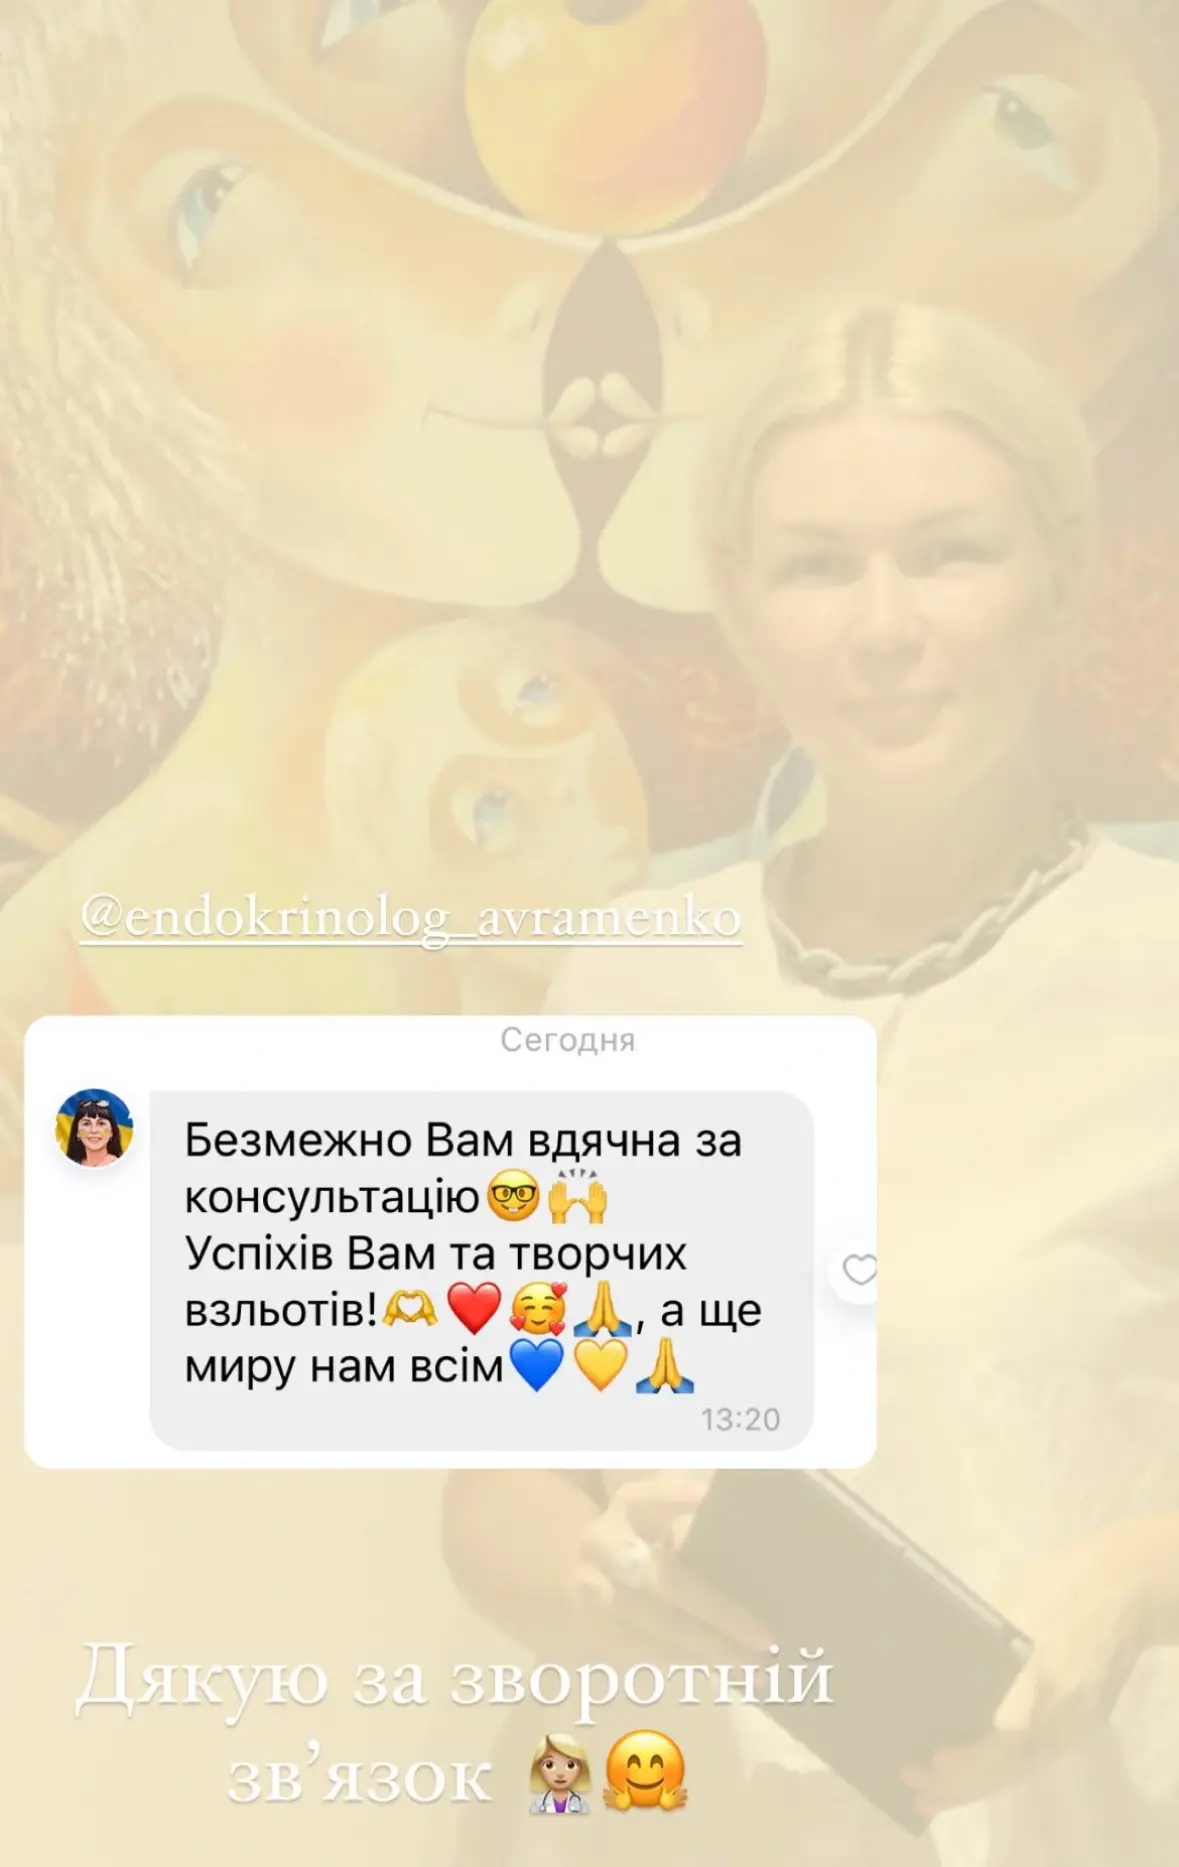 @endokrinolog_avramenko
Сегодня
Безмежно Вам вдячна за
консультацію🤓🙌
Успіхів Вам та творчих
взльотів!🫶❤️🥰🙏, а ще
миру нам всім💙💛🙏
13:20
Дякую за зворотній
зв’язок 👩🏼‍⚕️🤗